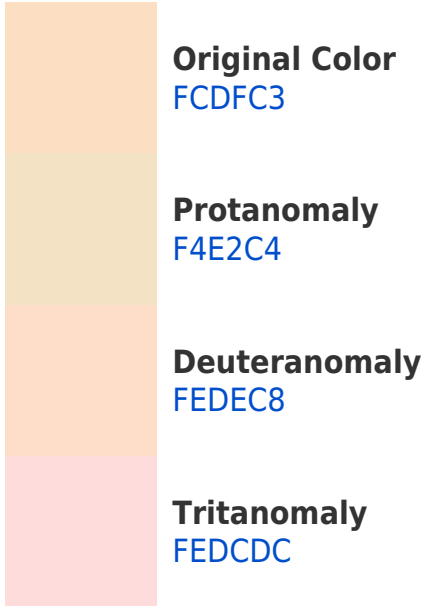 Original Color
FCDFC3
Protanomaly
F4E2C4
Deuteranomaly
FEDEC8
Tritanomaly
FEDCDC